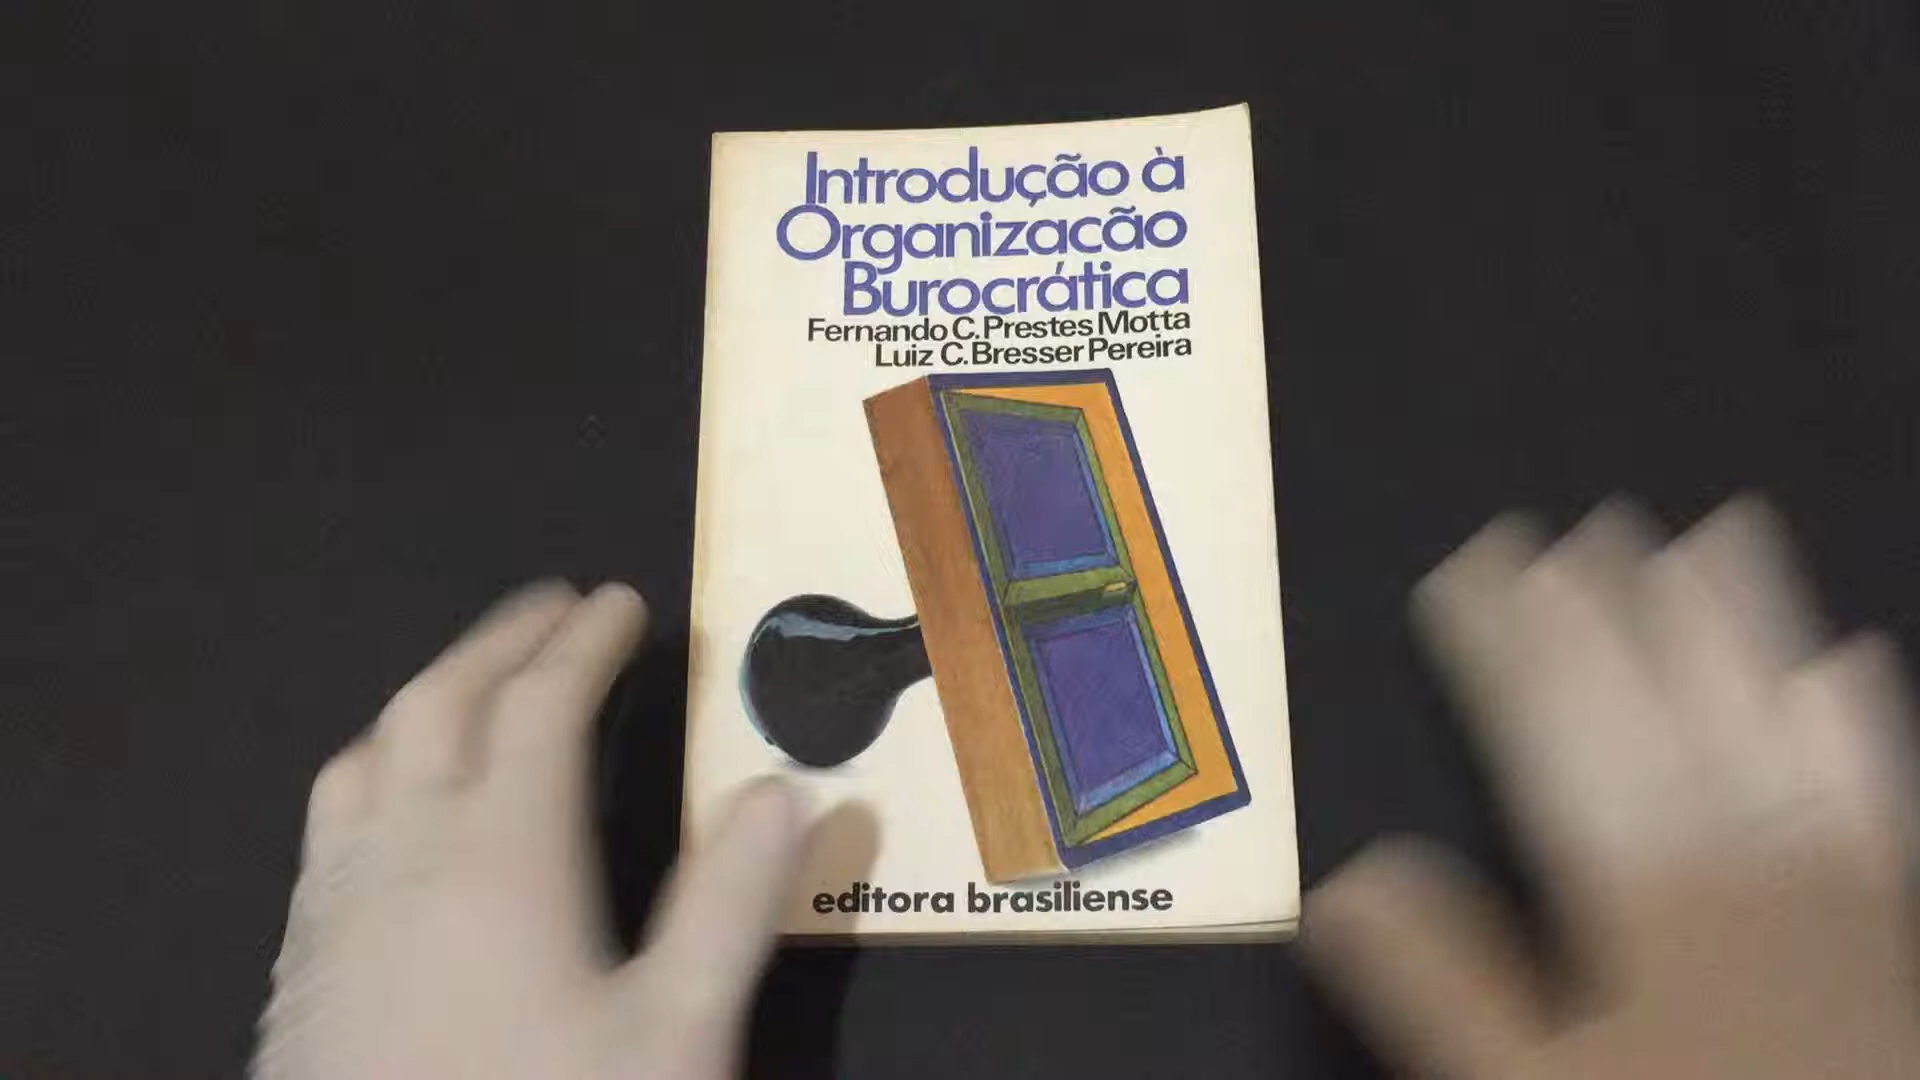 Introdução à
Organização
Burocrática
Fernando C. Prestes Motta
Luiz C. Bresser Pereira
editora brasiliense